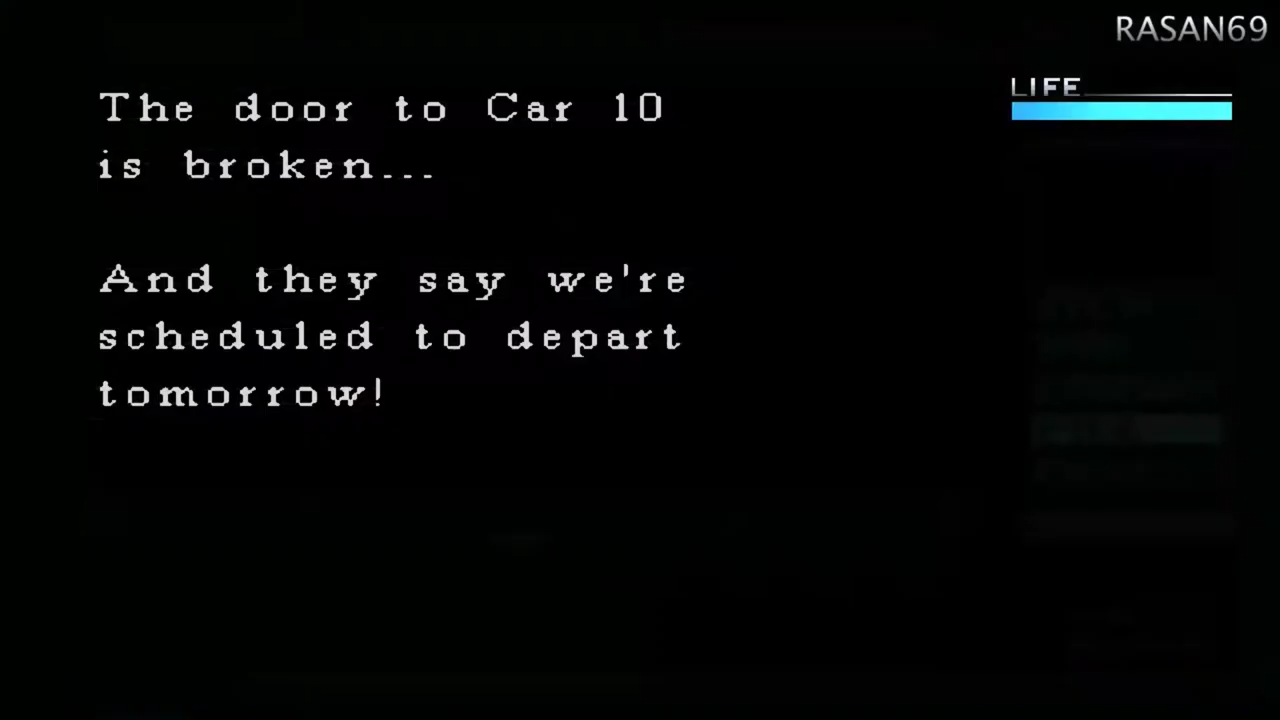 RASAN69
LIFE
The door to Car 10
is broken...
And they say we're
scheduled to depart
tomorrow!